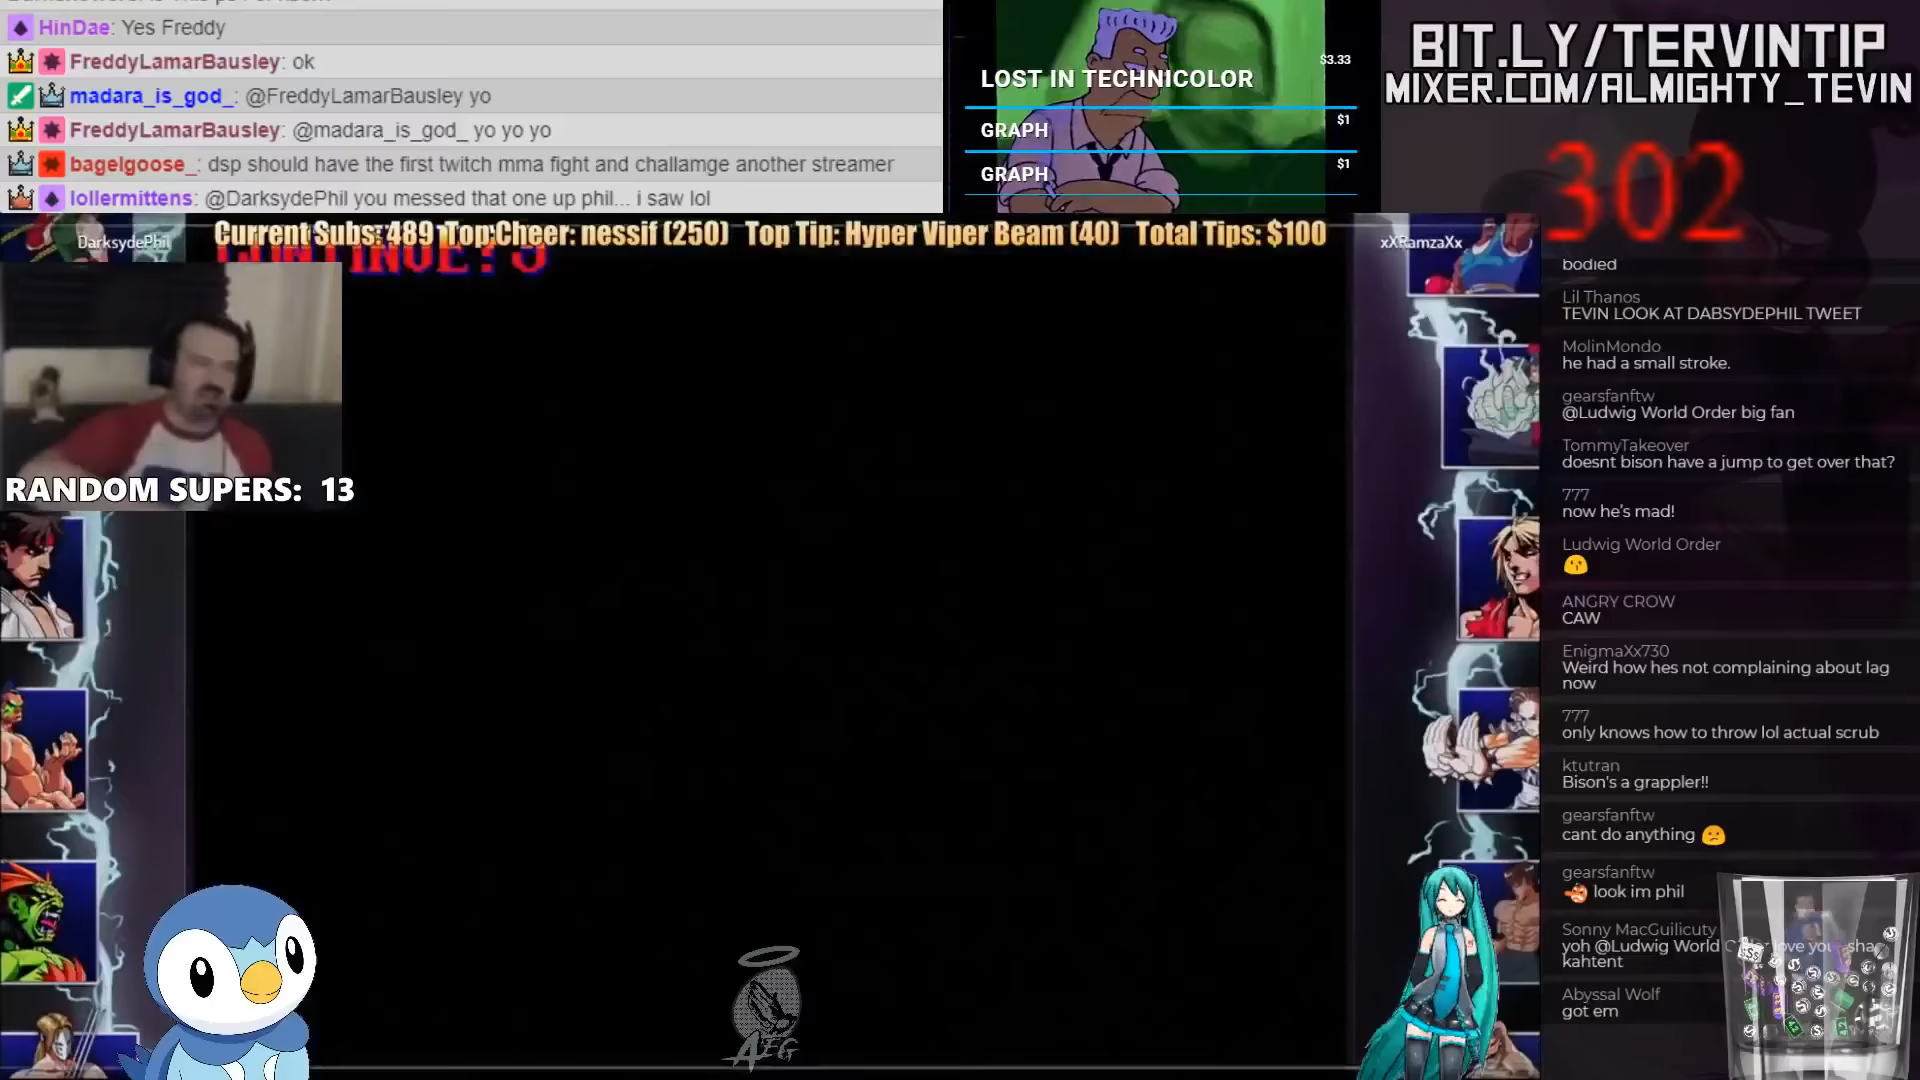 HinDae: Yes Freddy
FreddyLamarBausley: ok
madara_is_god_: @FreddyLamarBausley yo
FreddyLamarBausley: @madara_is_god_ yo yo yo
bagelgoose_: dsp should have the first twitch mma fight and challamge another streamer
lollermittens: @DarksydePhil you messed that one up phil... i saw lol
$3.33
LOST IN TECHNICOLOR
$1
GRAPH
$1
GRAPH
BIT.LY/TERVINTIP
MIXER.COM/ALMIGHTY_TEVIN
302
DarksydePhil
Current Subs: 489 Top Cheer: nessif (250) Top Tip: Hyper Viper Beam (40) Total Tips: $100
xXRamzaXx
CONTINUE?
RANDOM SUPERS: 13
bodied
Lil Thanos
TEVIN LOOK AT DABSYDEPHIL TWEET
MolinMondo
he had a small stroke.
gearsfanftw
@Ludwig World Order big fan
TommyTakeover
doesnt bison have a jump to get over that?
777
now he's mad!
Ludwig World Order
ANGRY CROW
CAW
EnigmaXx730
Weird how hes not complaining about lag
now
777
only knows how to throw lol actual scrub
ktutran
Bison's a grappler!!
gearsfanftw
cant do anything
gearsfanftw
look im phil
Sonny MacGuilicuty
yoh @Ludwig World love you
kahtent
Abyssal Wolf
got em
AEG